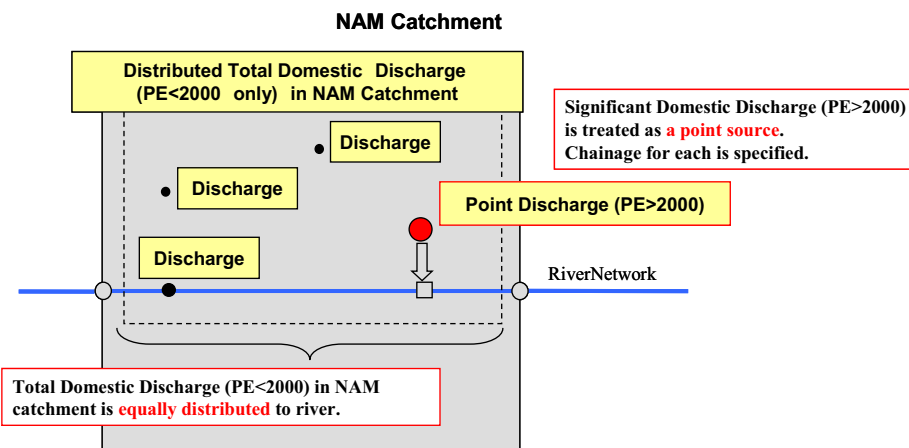 NAM Catchment
Distributed Total Domestic Discharge
(PE<2000 only) in NAM Catchment
Significant Domestic Discharge (PE>2000)
is treated as a point source.
Chainage for each is specified.
Discharge
Discharge
Point Discharge (PE>2000)
Discharge
RiverNetwork
Total Domestic Discharge (PE<2000) in NAM
catchment is equally distributed to river.